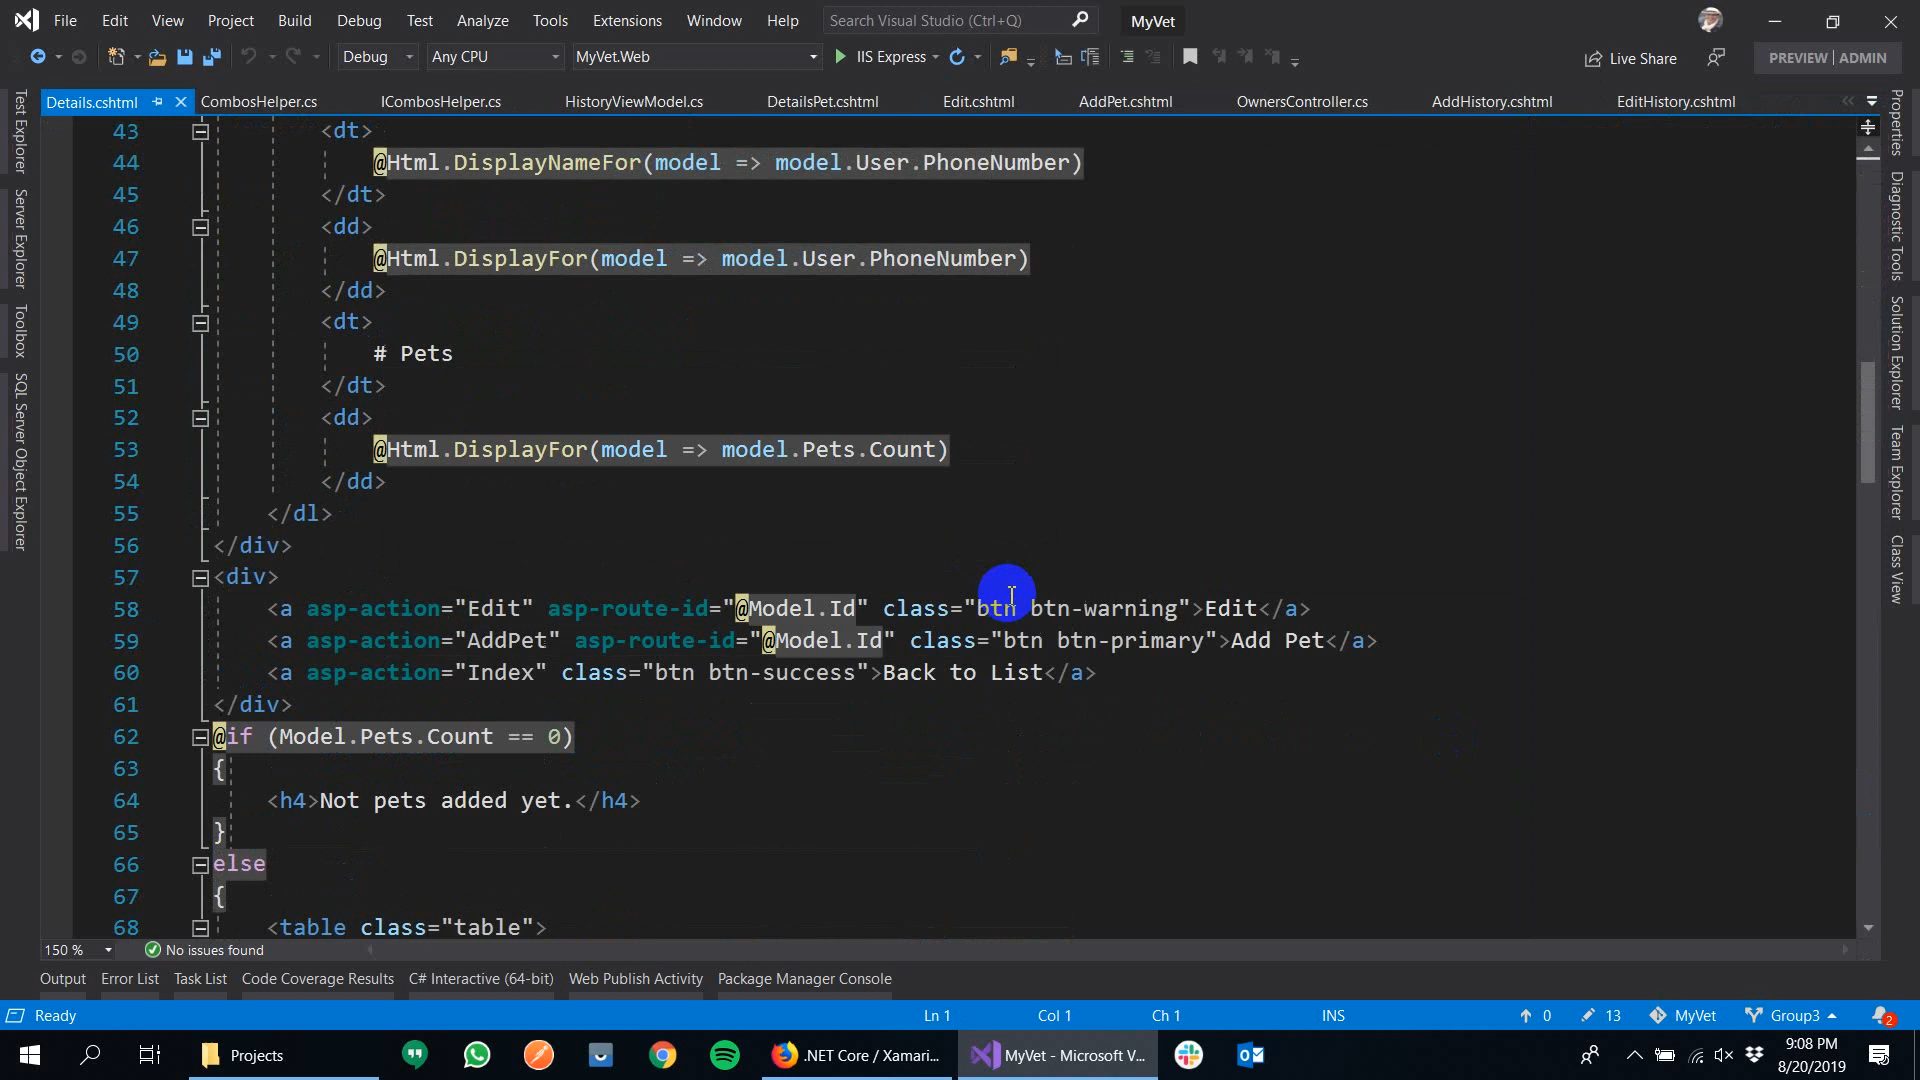 File Edit View Project Build Debug Test Analyze Tools Extensions Window Help Search Visual Studio (Ctrl+Q) MyVet
Debug Any CPU MyVet.Web IIS Express Live Share PREVIEW | ADMIN
Details.cshtml CombosHelper.cs ICombosHelper.cs HistoryViewModel.cs DetailsPet.cshtml Edit.cshtml AddPet.cshtml OwnersController.cs AddHistory.cshtml EditHistory.cshtml
Test Explorer
Server Explorer
Toolbox
SQL Server Object Explorer
43 <dt>
44 @Html.DisplayNameFor(model => model.User.PhoneNumber)
45 </dt>
46 <dd>
47 @Html.DisplayFor(model => model.User.PhoneNumber)
48 </dd>
49 <dt>
50 # Pets
51 </dt>
52 <dd>
53 @Html.DisplayFor(model => model.Pets.Count)
54 </dd>
55 </dl>
56 </div>
57 <div>
58 <a asp-action="Edit" asp-route-id="@Model.Id" class="btn btn-warning">Edit</a>
59 <a asp-action="AddPet" asp-route-id="@Model.Id" class="btn btn-primary">Add Pet</a>
60 <a asp-action="Index" class="btn btn-success">Back to List</a>
61 </div>
62 @if (Model.Pets.Count == 0)
63 {
64 <h4>Not pets added yet.</h4>
65 }
66 else
67 {
68 <table class="table">
Properties
Diagnostic Tools
Solution Explorer
Team Explorer
Class View
150 % No issues found
Output Error List Task List Code Coverage Results C# Interactive (64-bit) Web Publish Activity Package Manager Console
Ready Ln 1 Col 1 Ch 1 INS 0 13 MyVet Group3 2
Projects .NET Core / Xamari... MyVet - Microsoft V... 9:08 PM
8/20/2019